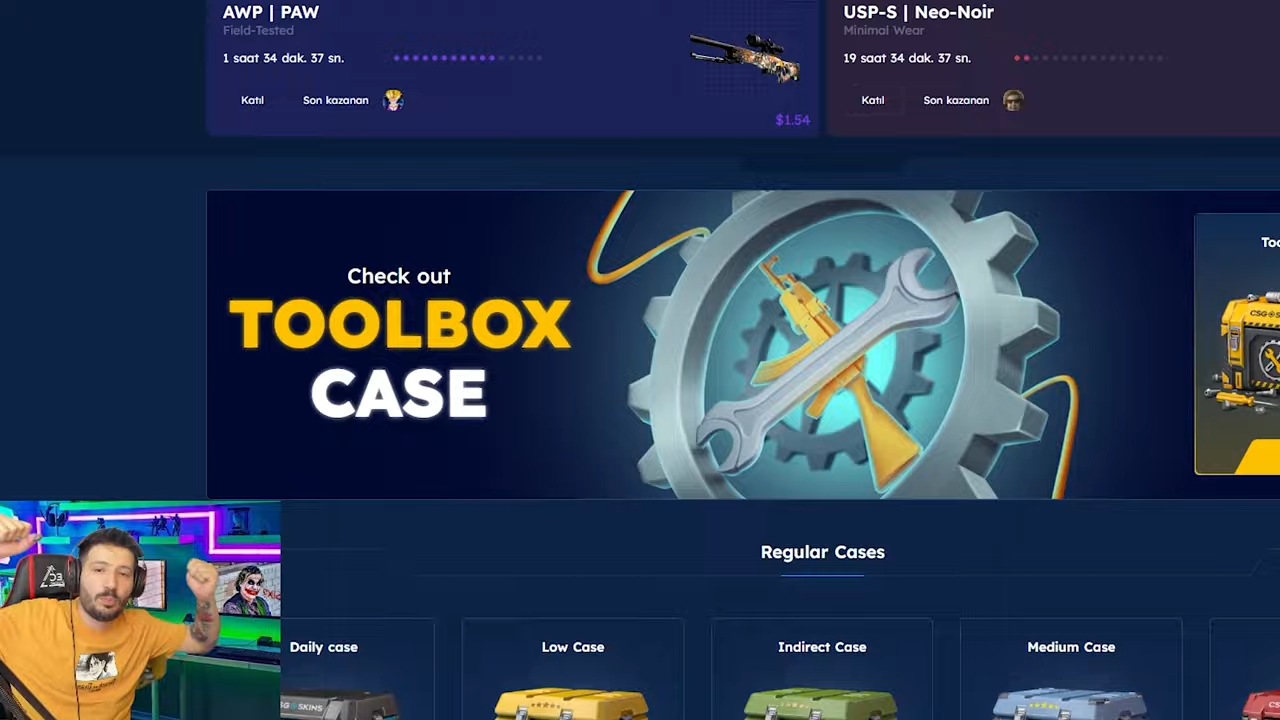 AWP | PAW
Field-Tested
1 saat 34 dak. 37 sn.
Katıl
Son kazanan
$1.54
USP-S | Neo-Noir
Minimal Wear
19 saat 34 dak. 37 sn.
Katıl
Son kazanan
Check out
TOOLBOX
CASE
Regular Cases
Daily case
Low Case
Indirect Case
Medium Case